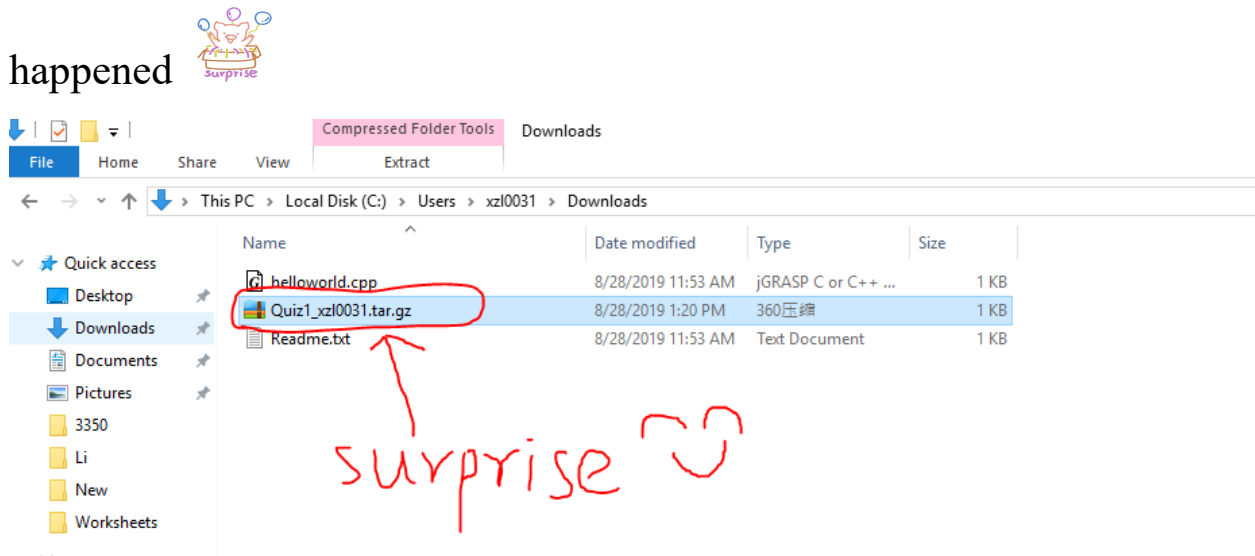 surprise
happened
Compressed Folder Tools Downloads
File Home Share View Extract
This PC > Local Disk (C:) > Users > xzl0031 > Downloads
Name Date modified Type Size
Quick access
helloworld.cpp 8/28/2019 11:53 AM jGRASP C or C++ ... 1 KB
Desktop
Quiz1_xzl0031.tar.gz 8/28/2019 1:20 PM 360压缩 1 KB
Downloads
Readme.txt 8/28/2019 11:53 AM Text Document 1 KB
Documents
Pictures
3350
Li
New
Worksheets
surprise